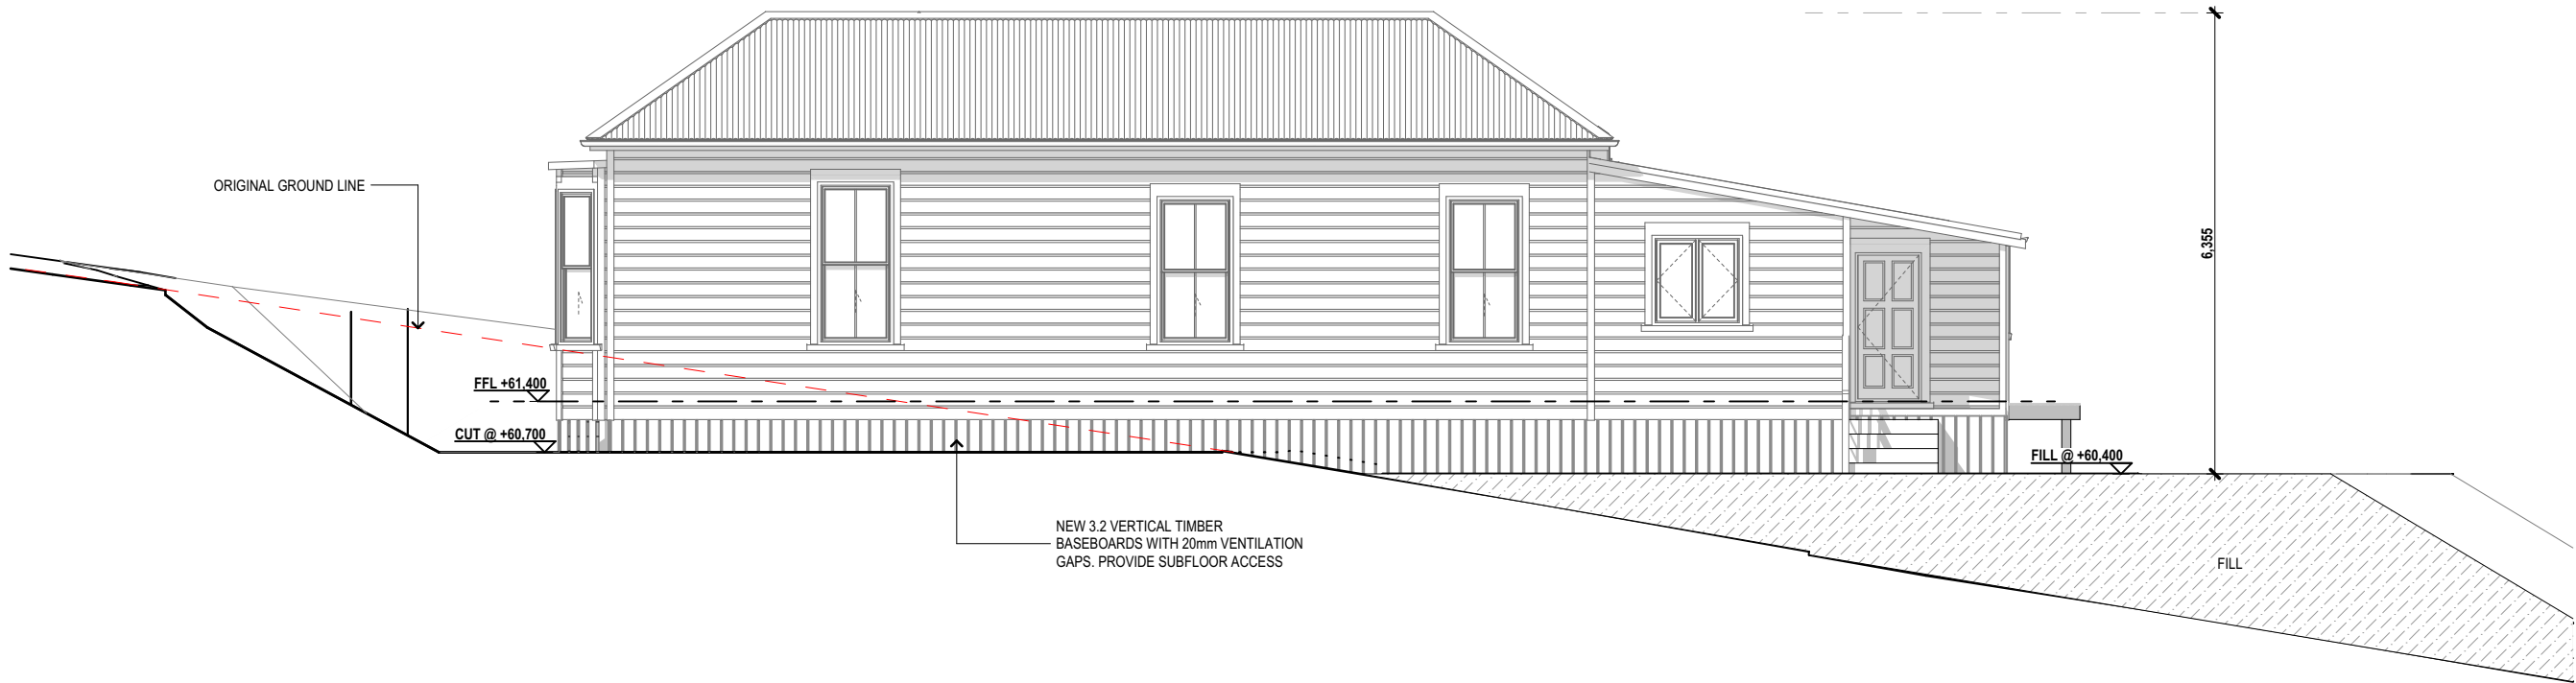 ORIGINAL GROUND LINE
6,355
FFL +61,400
CUT @ +60,700
FILL @ +60,400
NEW 3.2 VERTICAL TIMBER
BASEBOARDS WITH 20mm VENTILATION
GAPS. PROVIDE SUBFLOOR ACCESS
FILL